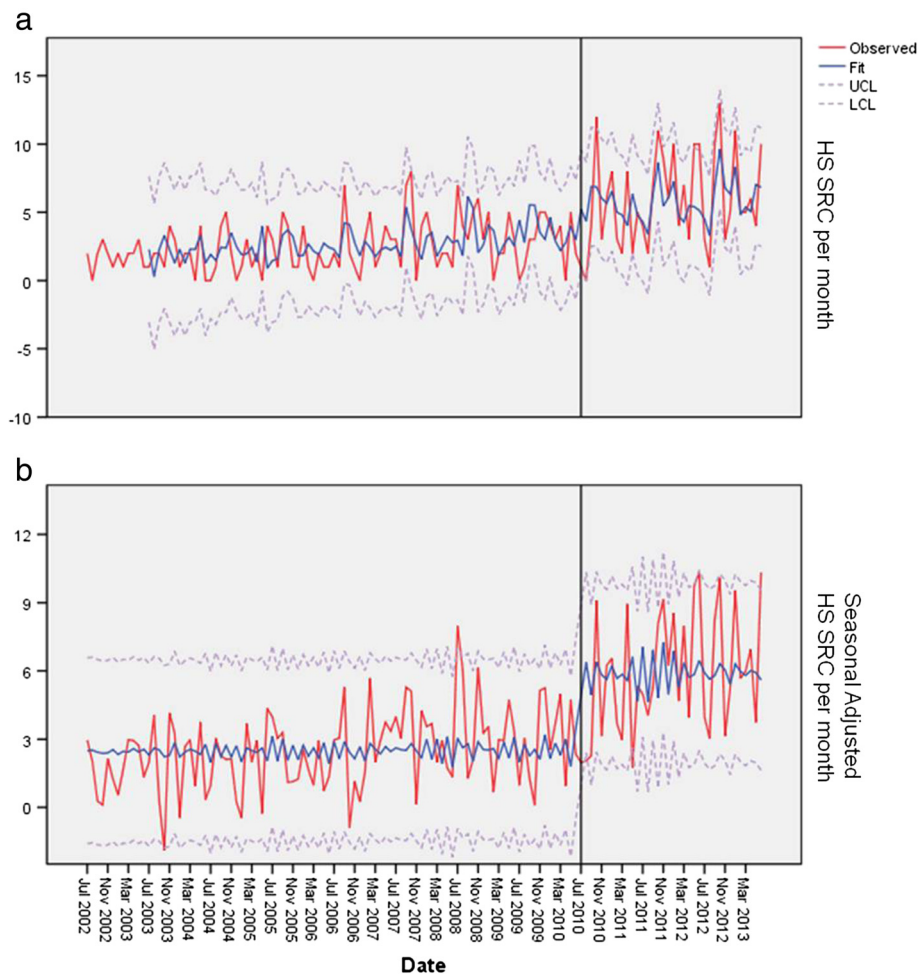 a
15
10
5
0
-5
-10
Observed
Fit
UCL
LCL
HS SRC per month
b
12
9
6
3
0
Seasonal Adjusted
HS SRC per month
Jul 2002
Nov 2002
Mar 2003
Jul 2003
Nov 2003
Mar 2004
Jul 2004
Nov 2004
Mar 2005
Jul 2005
Nov 2005
Mar 2006
Jul 2006
Nov 2006
Mar 2007
Jul 2007
Nov 2007
Mar 2008
Jul 2008
Nov 2008
Mar 2009
Jul 2009
Nov 2009
Mar 2010
Jul 2010
Nov 2010
Mar 2011
Jul 2011
Nov 2011
Mar 2012
Jul 2012
Nov 2012
Mar 2013
Date